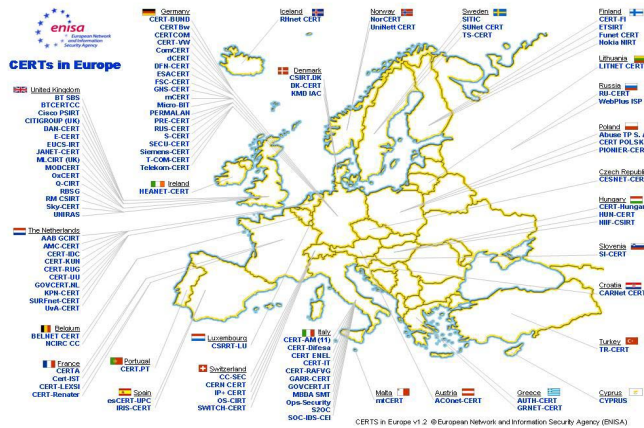 enisa
European Network
and Information
Security Agency
CERTs in Europe
Germany
CERT-BUND
CERTBw
CERTCOM
CERT-VW
ComCERT
dCERT
DFN-CERT
ESACERT
FSC-CERT
GNS-CERT
mCERT
Micro-BIT
PERMALAN
PRE-CERT
RUS-CERT
S-CERT
SECU-CERT
Siemens-CERT
T-COM-CERT
Telekom-CERT
Iceland
RHnet CERT
Norway
NorCERT
UniNett CERT
Sweden
SITIC
SUNet CERT
TS-CERT
Finland
CERT-FI
ETSIRT
Funet CERT
Nokia NIRT
Denmark
CSIRT.DK
DK-CERT
KMD IAC
Lithuania
LITNET CERT
Russia
RU-CERT
WebPlus ISP
Poland
Abuse TP S. A
CERT POLSK
PIONIER-CER
Czech Republi
CESNET-CER
Hungary
CERT-Hungar
HUN-CERT
NIIF-CSIRT
Slovenia
SI-CERT
Croatia
CARNet CERT
Turkey
TR-CERT
Cyprus
CYPRUS
Greece
AUTH-CERT
GRNET-CERT
Austria
ACOnet-CERT
Malta
mtCERT
United Kingdom
BT SBS
BTCERTCC
Cisco PSIRT
CITIGROUP (UK)
DAN-CERT
E-CERT
EUCS-IRT
JANET-CERT
MLCIRT (UK)
MODCERT
OxCERT
Q-CIRT
RBSG
RM CSIRT
Sky-CERT
UNIRAS
Ireland
HEANET-CERT
The Netherlands
AAB GCIRT
AMC-CERT
CERT-IDC
CERT-KUN
CERT-RUG
CERT-UU
GOVCERT.NL
KPN-CERT
SURFnet-CERT
UvA-CERT
Belgium
BELNET CERT
NCIRC CC
France
CERTA
Cert-IST
CERT-LEXSI
CERT-Renater
Portugal
CERT.PT
Spain
esCERT-UPC
IRIS-CERT
Luxembourg
CSRRT-LU
Switzerland
CC-SEC
CERN CERT
IP+ CERT
OS-CIRT
SWITCH-CERT
Italy
CERT-AM (11)
CERT-Difesa
CERT ENEL
CERT-IT
CERT-RAFVG
GARR-CERT
GOVCERT.IT
MBDA SMT
Ops-Security
S2OC
SOC-IDS-CEI
CERTS in Europe v1.2 @European Network and Information Security Agency (ENISA)